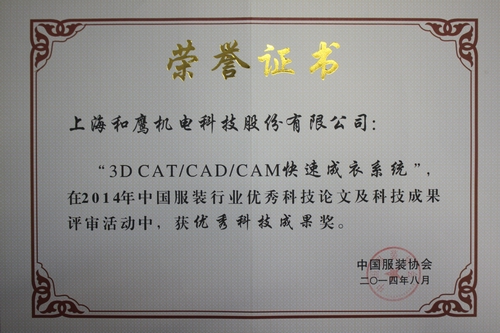 荣誉证书
上海和鹰机电科技股份有限公司：
“3D CAT/CAD/CAM快速成衣系统”，
在2014年中国服装行业优秀科技论文及科技成果
评审活动中，获优秀科技成果奖。
中国服装协会
二〇一四年八月